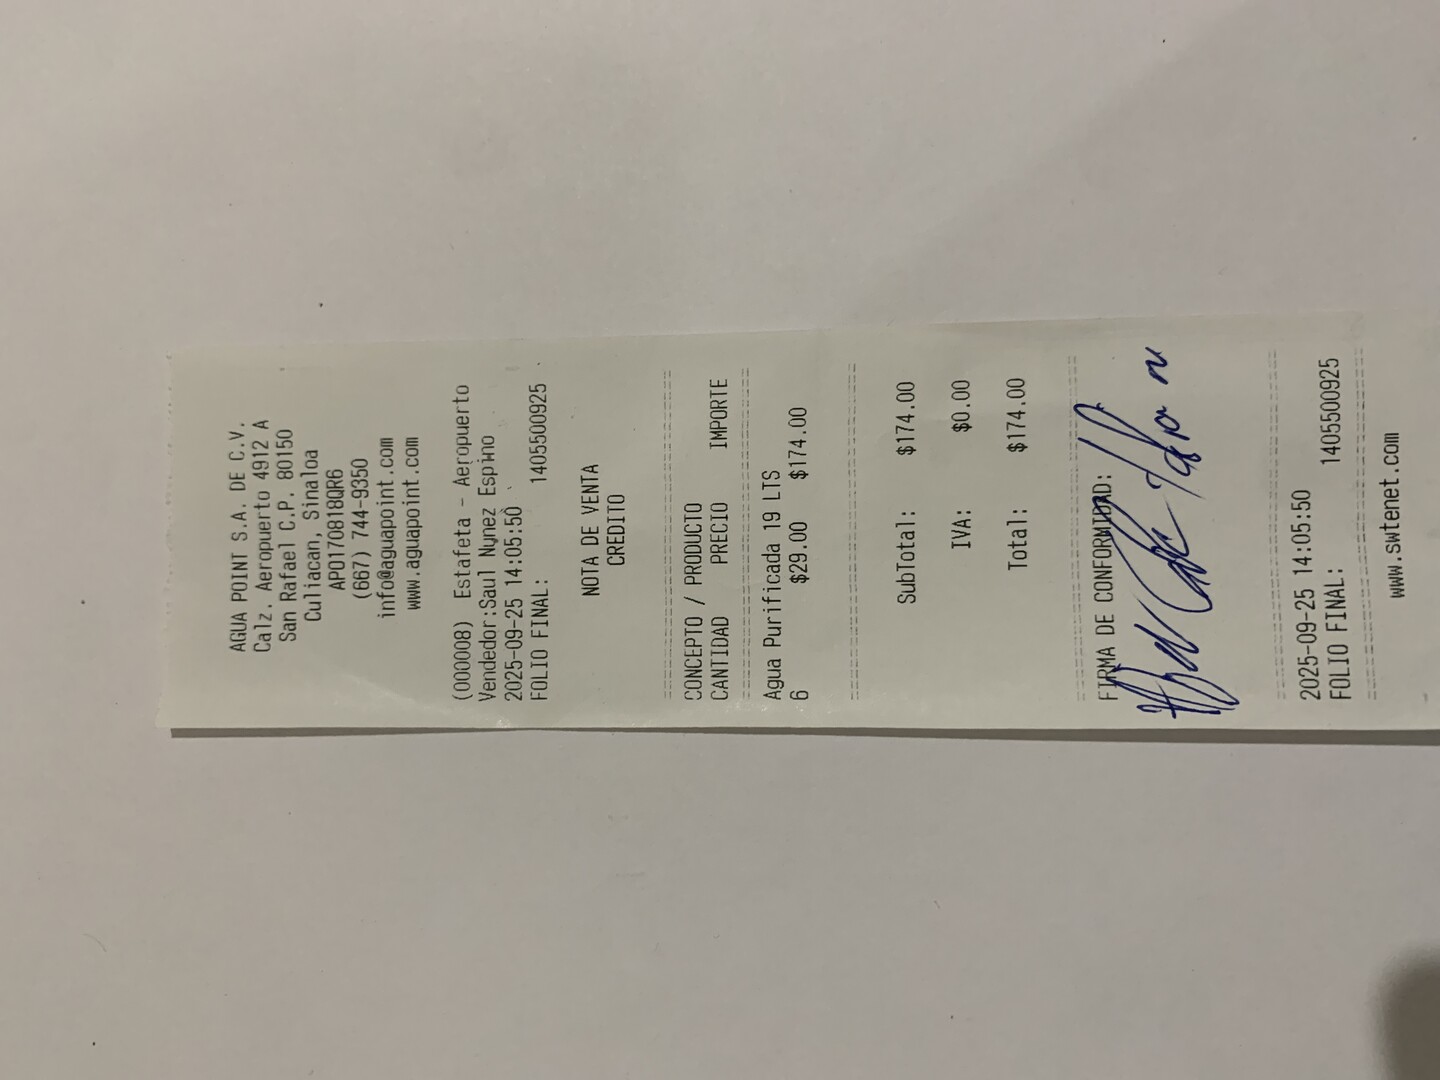 AGUA POINT S.A. DE C.V.
Calz. Aeropuerto 4912 A
San Rafael C.P. 80150
Culiacan, Sinaloa
APO170818QR6
(667) 744-9350
info@aguapoint.com
www.aguapoint.com
(000008) Estafeta - Aeropuerto
Vendedor:Saul Nunez Espino
2025-09-25 14:05:50
FOLIO FINAL: 1405500925
NOTA DE VENTA
CREDITO
CONCEPTO / PRODUCTO
CANTIDAD PRECIO IMPORTE
Agua Purificada 19 LTS
6 $29.00 $174.00
SubTotal: $174.00
IVA: $0.00
Total: $174.00
FIRMA DE CONFORMIDAD:
2025-09-25 14:05:50
FOLIO FINAL: 1405500925
www.swtenet.com